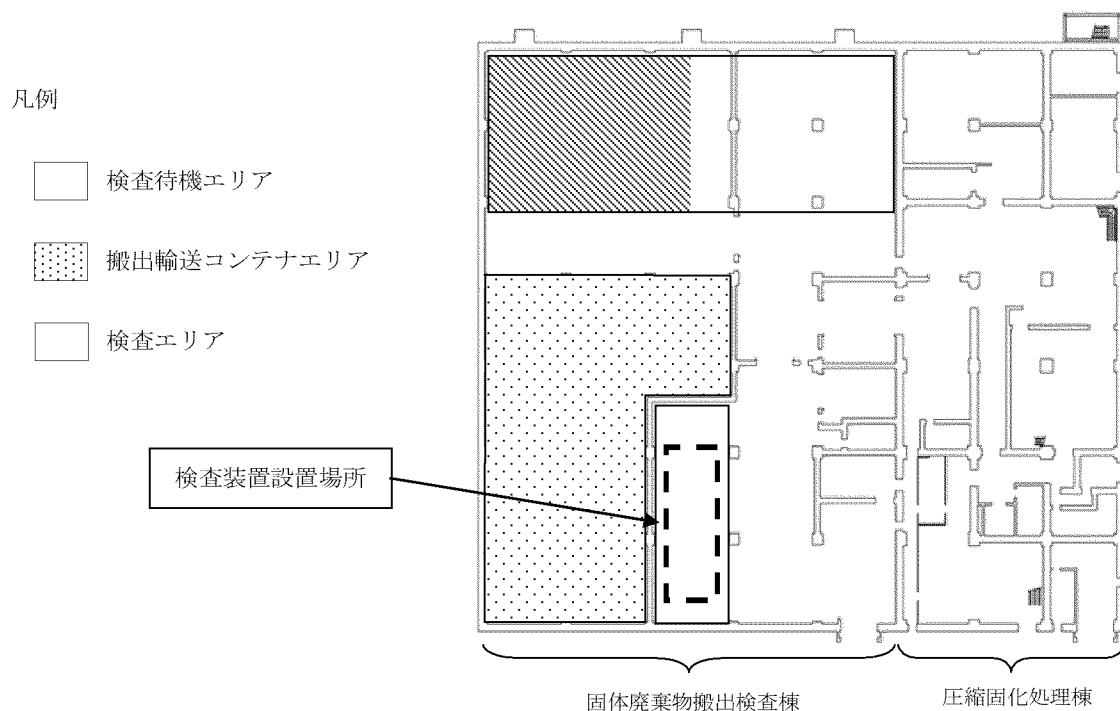 凡例
検査待機エリア
搬出輸送コンテナエリア
検査エリア
検査装置設置場所
固体廃棄物搬出検査棟
圧縮固化処理棟